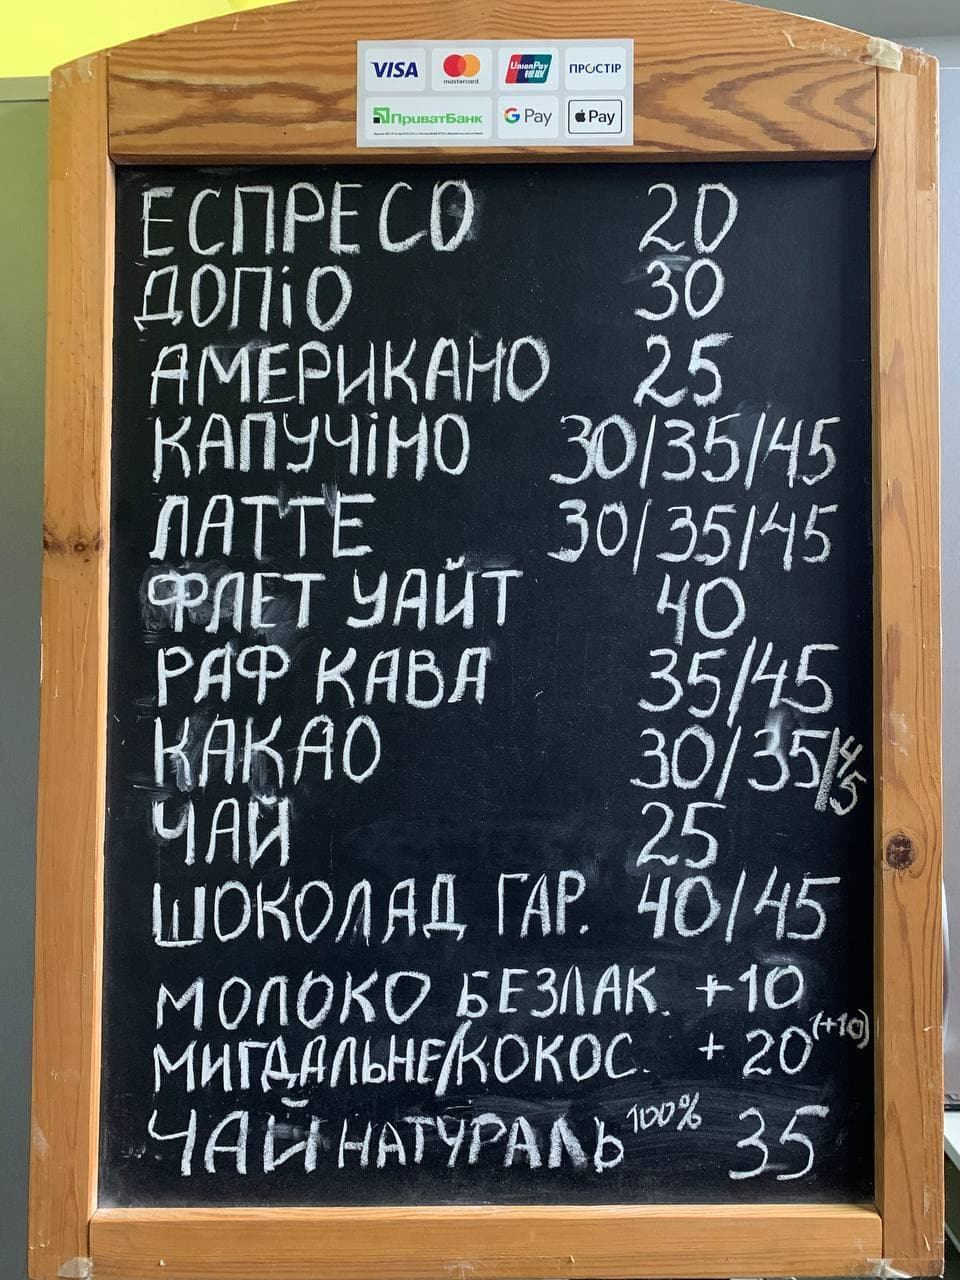 VISA mastercard UnionPay 银联 ПРОСТІР
ПриватБанк G Pay Pay
ЕСПРЕСО 20
ДОПіО 30
АМЕРИКАНО 25
КАПУЧіНО 30/35/45
ЛАТТЕ 30/35/45
ФЛЕТ УАЙТ 40
РАФ КАВА 35/45
КАКАО 30/35/45
ЧАЙ 25
ШОКОЛАД ГАР. 40/45
МОЛОКО БЕЗЛАК. +10
МИГДАЛЬНЕ/КОКОС. + 20 (+10)
ЧАЙ НАТУРАЛЬ 100% 35